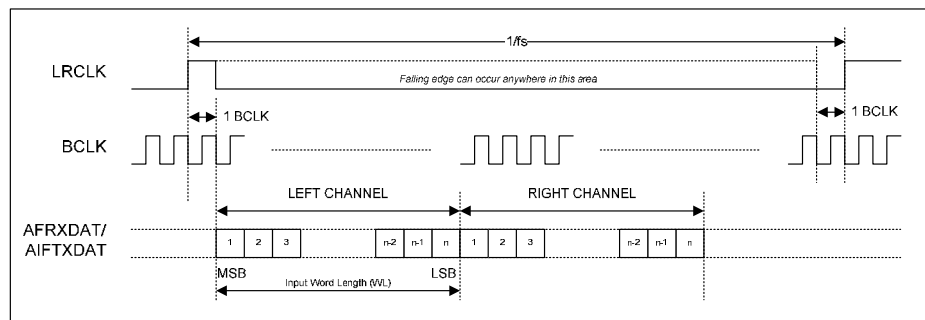 1/fs
LRCLK
Falling edge can occur anywhere in this area
1 BCLK
1 BCLK
BCLK
LEFT CHANNEL
RIGHT CHANNEL
AFRXDAT/
AIFTXDAT
1 2 3 n-2 n-1 n 1 2 3 n-2 n-1 n
MSB LSB
Input Word Length (WL)